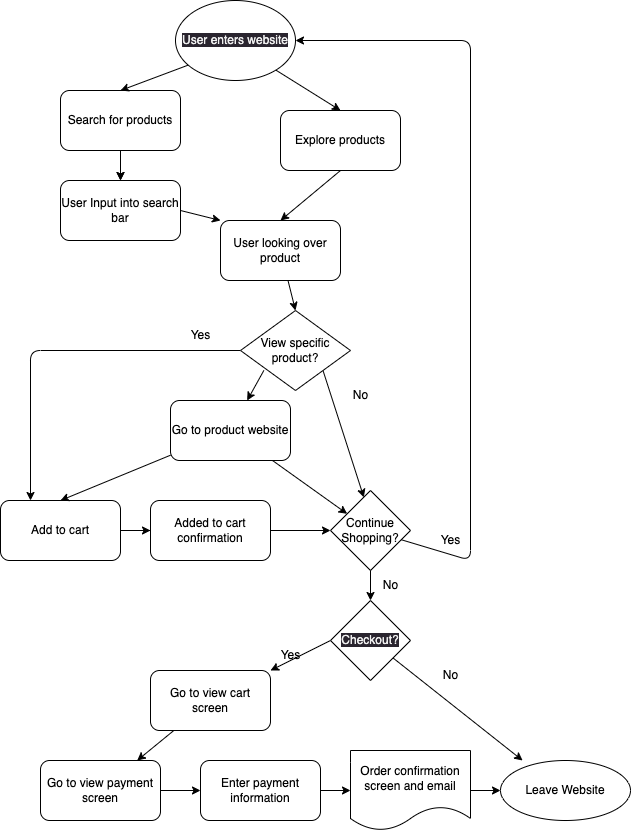 User enters website
Search for products
Explore products
User Input into search
bar
User looking over
product
View specific
product?
Yes
No
Go to product website
Add to cart
Added to cart
confirmation
Continue
Shopping?
Yes
No
Checkout?
Yes
No
Go to view cart
screen
Go to view payment
screen
Enter payment
information
Order confirmation
screen and email
Leave Website